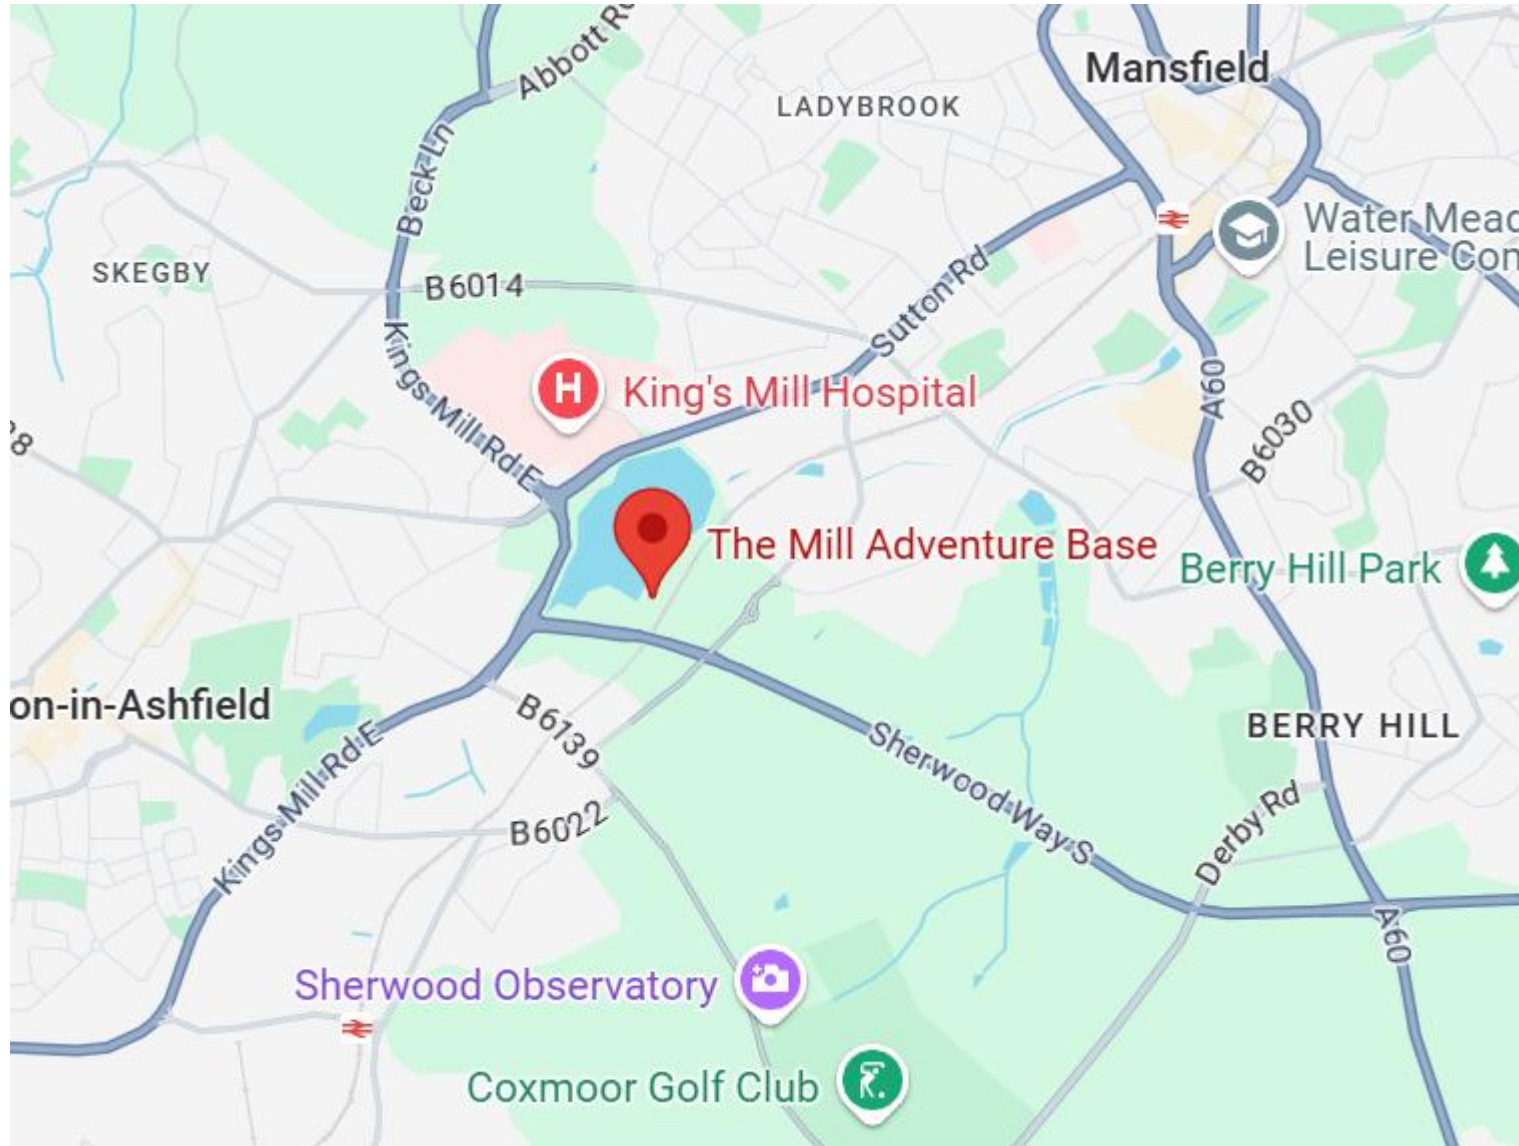 Abbott Rd
Mansfield
LADYBROOK
Beck Ln
Water Mead
Leisure Com
SKEGBY
B6014
Sutton Rd
Kings Mill Rd E
H
King's Mill Hospital
A60
B6030
38
The Mill Adventure Base
Berry Hill Park
on-in-Ashfield
B6139
BERRY HILL
Sherwood Way S
Kings Mill Rd E
B6022
Derby Rd
A60
Sherwood Observatory
Coxmoor Golf Club